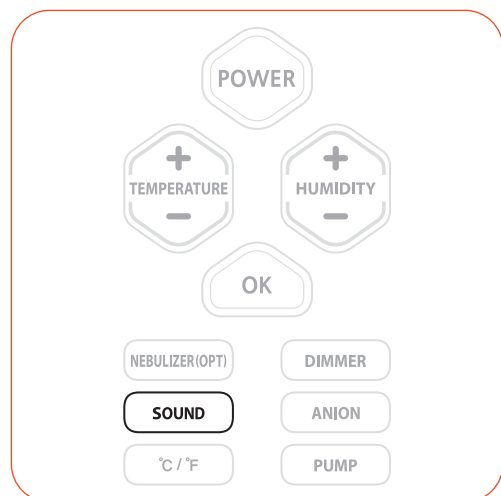 POWER
+ +
TEMPERATURE HUMIDITY
− −
OK
NEBULIZER(OPT) DIMMER
SOUND ANION
℃ / ℉ PUMP